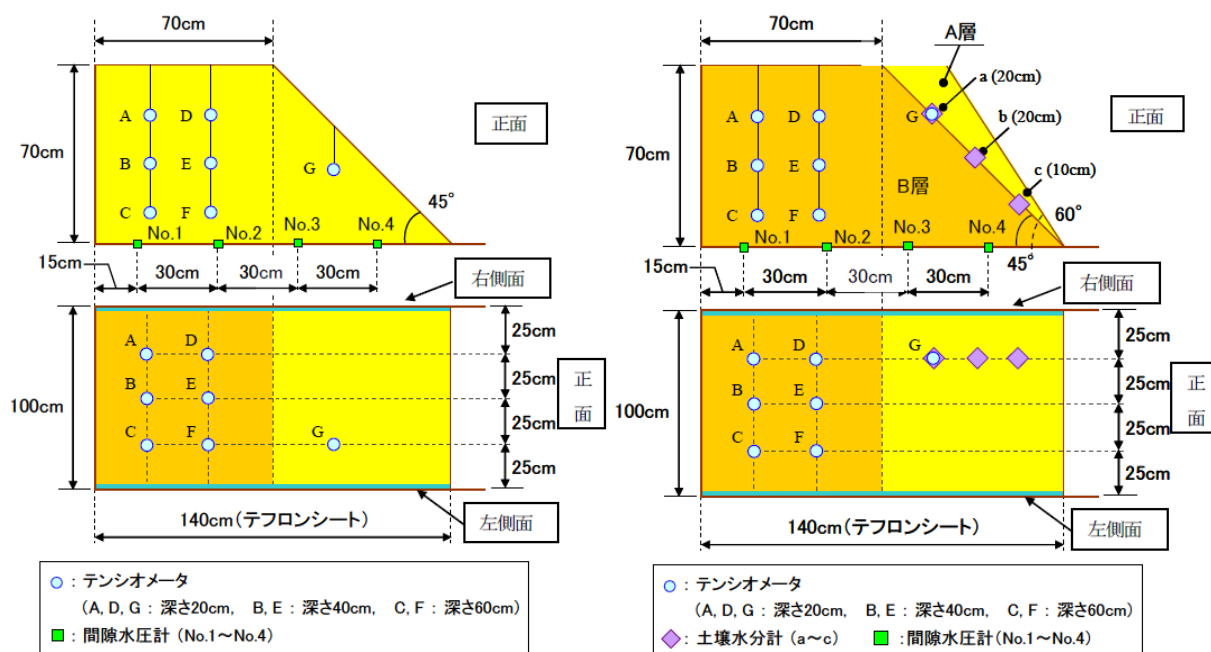 70cm
A
D
正面
70cm
B
E
G
C
F
45°
No.1
No.2
No.3
No.4
15cm
30cm
30cm
30cm
右側面
A
D
25cm
B
E
25cm
正
面
100cm
C
F
G
25cm
25cm
140cm(テフロンシート)
左側面
:テンシオメータ
(A, D, G:深さ20cm, B, E:深さ40cm, C, F:深さ60cm)
:間隙水圧計 (No.1~No.4)
70cm
A層
a (20cm)
A
D
G
b (20cm)
正面
70cm
B
E
c (10cm)
B層
C
F
60°
No.1
No.2
No.3
No.4
45°
15cm
30cm
30cm
30cm
右側面
A
D
G
25cm
B
E
25cm
正
面
100cm
C
F
25cm
25cm
140cm(テフロンシート)
左側面
:テンシオメータ
(A, D, G:深さ20cm, B, E:深さ40cm, C, F:深さ60cm)
:土壌水分計 (a~c) :間隙水圧計 (No.1~No.4)